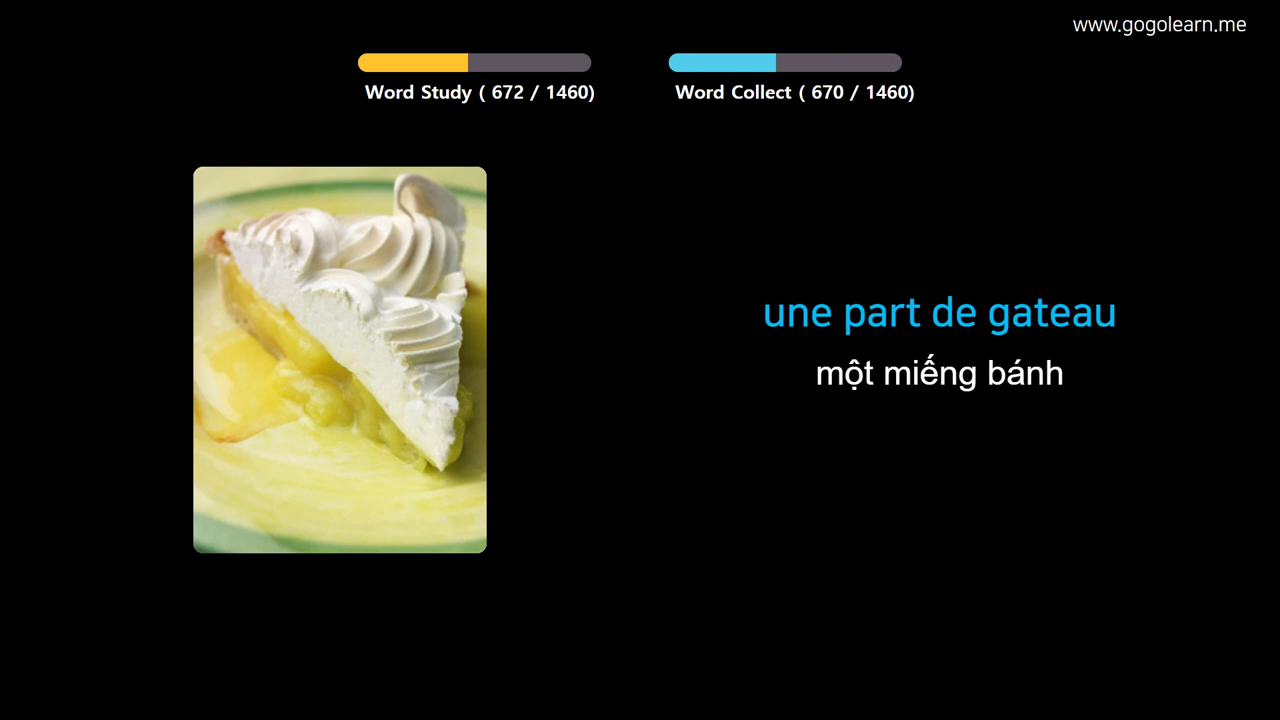 www.gogolearn.me
Word Study ( 672 / 1460)
Word Collect ( 670 / 1460)
une part de gateau
một miếng bánh